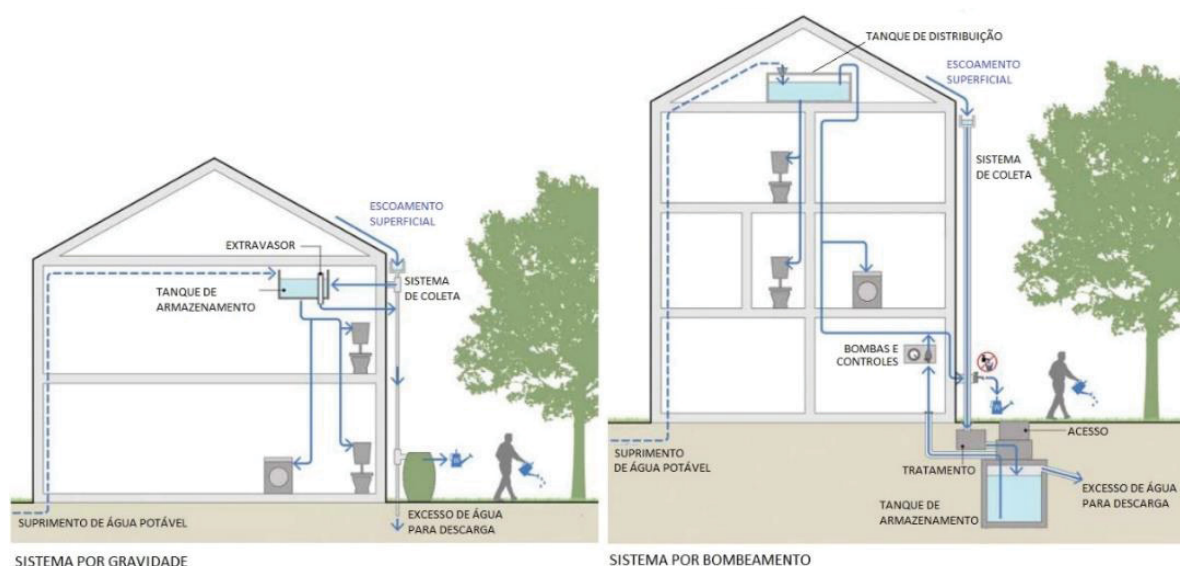 ESCOAMENTO
SUPERFICIAL
EXTRAVASOR
TANQUE DE
ARMAZENAMENTO
SISTEMA
DE COLETA
SUPRIMENTO DE ÁGUA POTÁVEL
EXCESSO DE ÁGUA
PARA DESCARGA
SISTEMA POR GRAVIDADE
TANQUE DE DISTRIBUIÇÃO
ESCOAMENTO
SUPERFICIAL
SISTEMA
DE COLETA
BOMBAS E
CONTROLES
ACESSO
SUPRIMENTO
DE ÁGUA POTÁVEL
TRATAMENTO
EXCESSO DE ÁGUA
PARA DESCARGA
TANQUE DE
ARMAZENAMENTO
SISTEMA POR BOMBEAMENTO